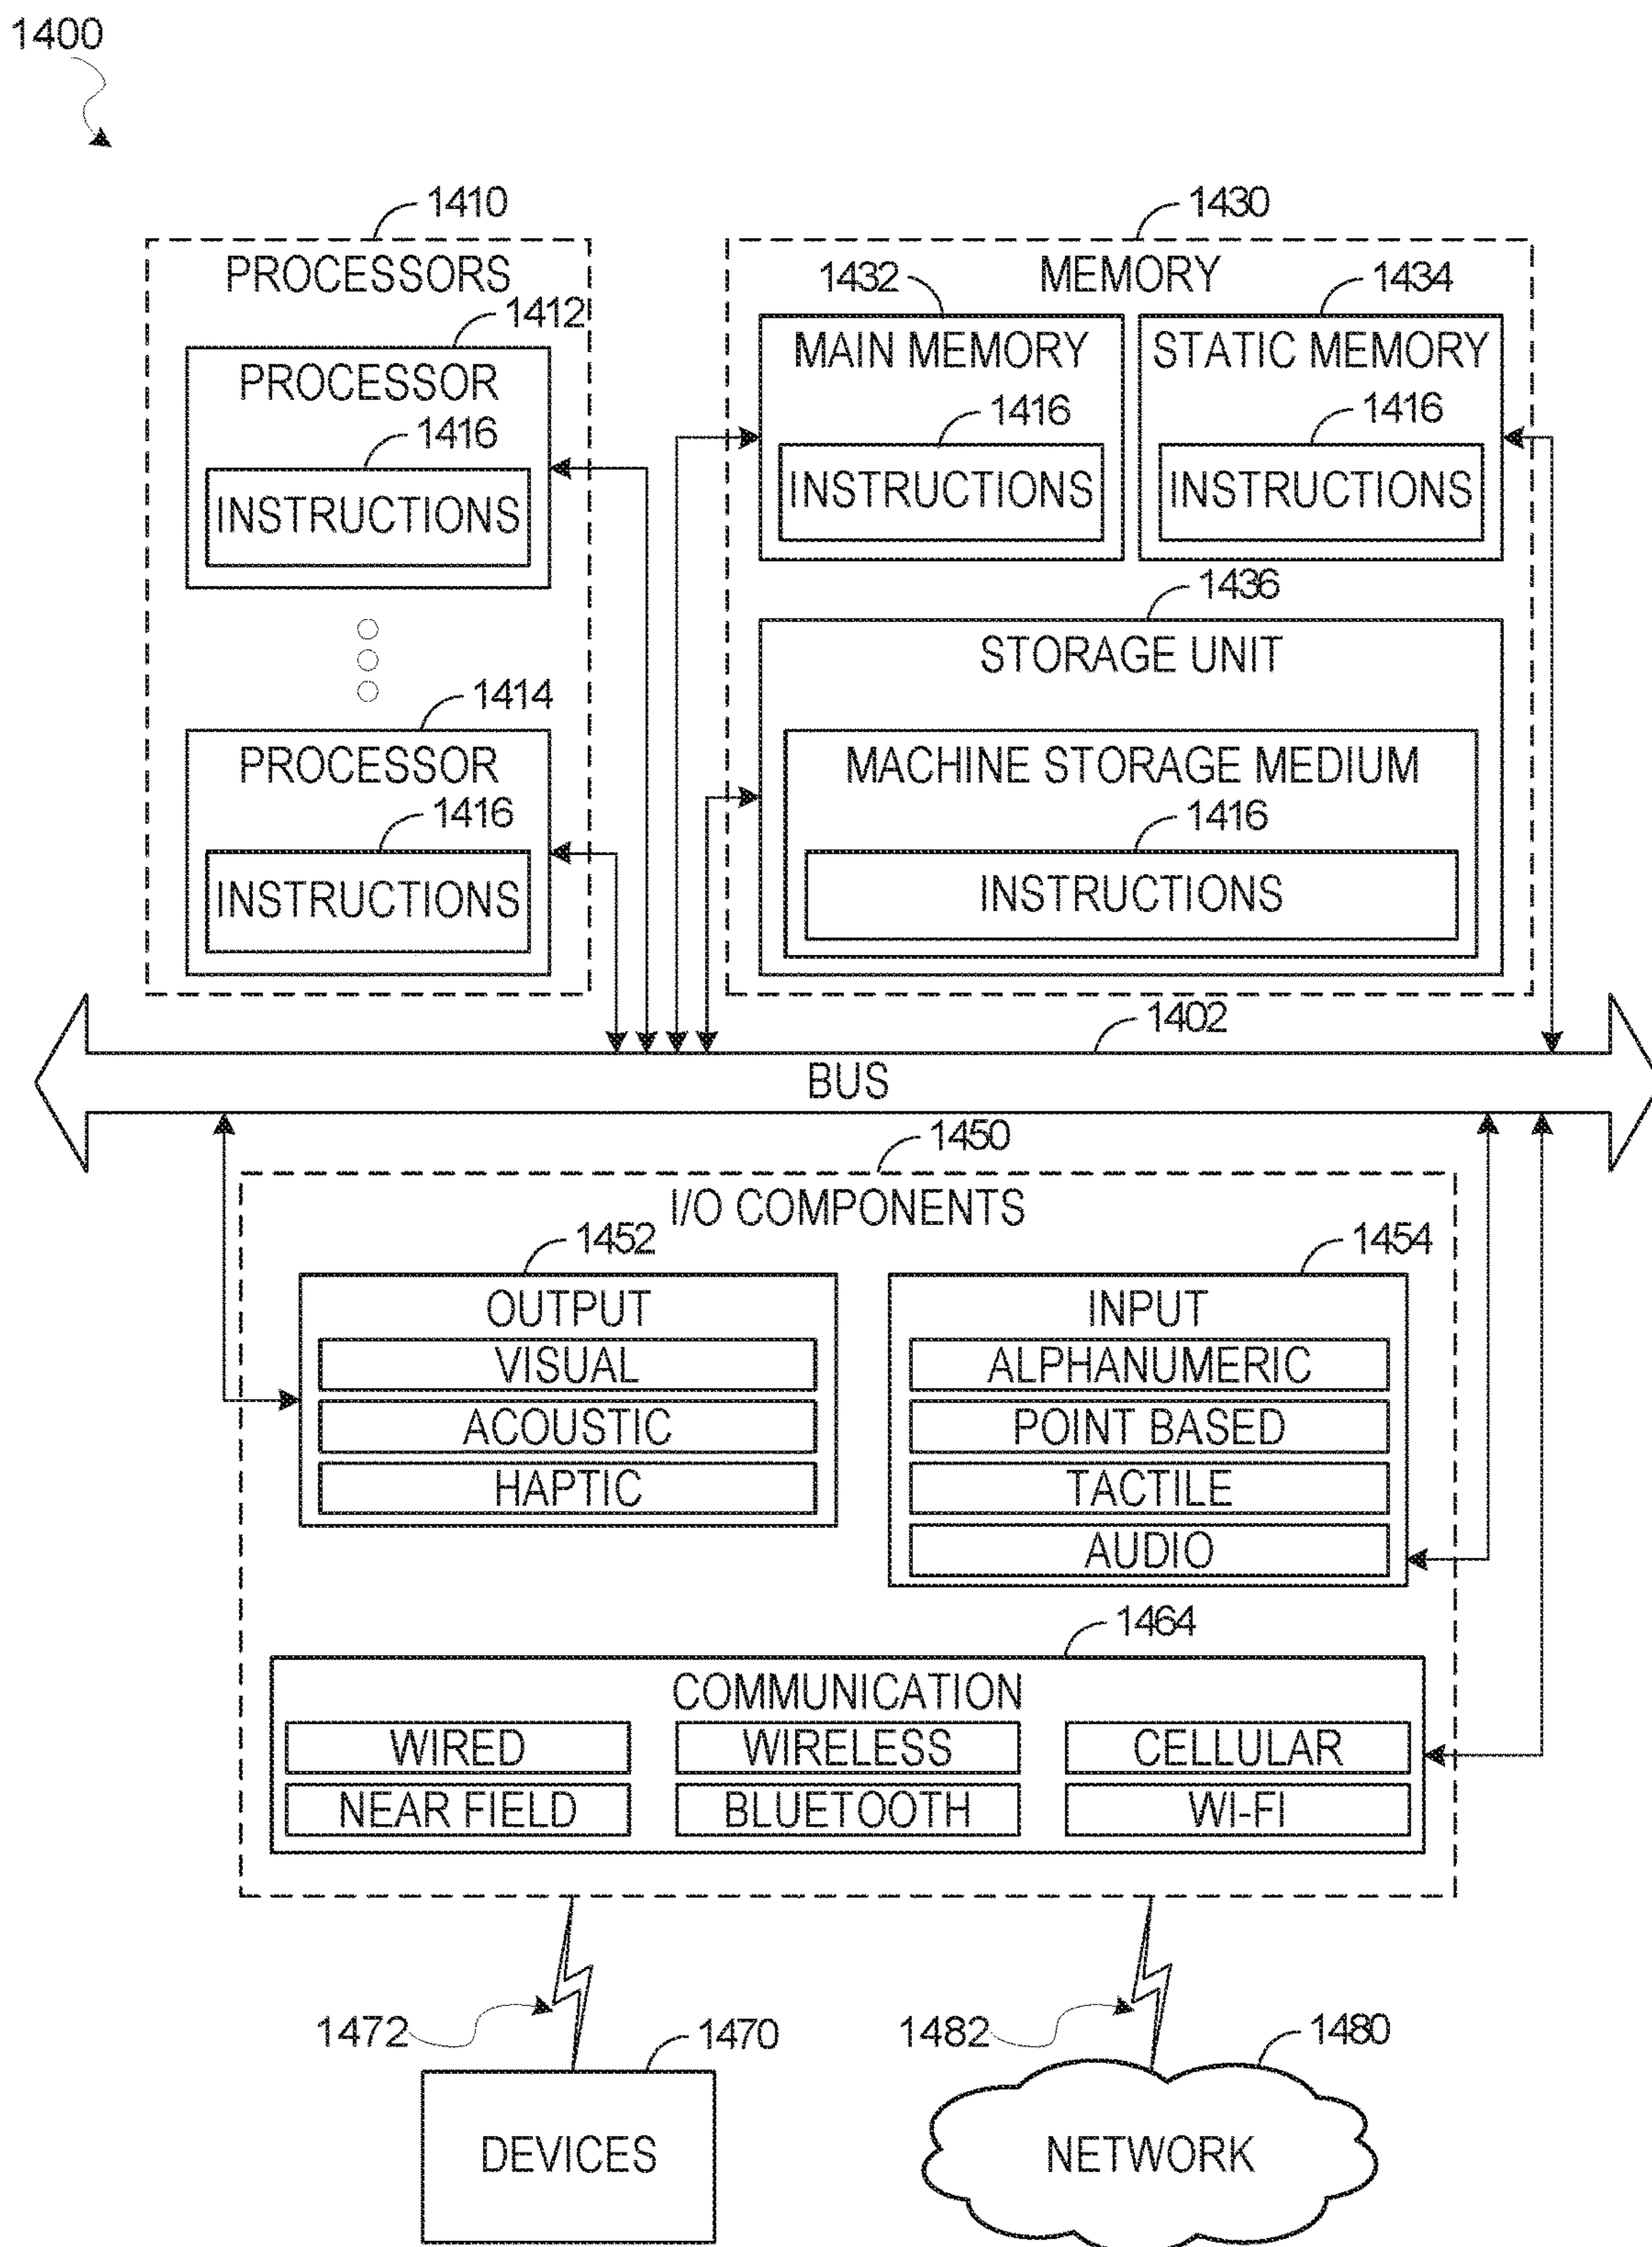 1400
1410
PROCESSORS
1412
PROCESSOR
1416
INSTRUCTIONS
1414
PROCESSOR
1416
INSTRUCTIONS
1430
MEMORY
1432
MAIN MEMORY
1416
INSTRUCTIONS
1434
STATIC MEMORY
1416
INSTRUCTIONS
1436
STORAGE UNIT
MACHINE STORAGE MEDIUM
1416
INSTRUCTIONS
1402
BUS
1450
I/O COMPONENTS
1452
OUTPUT
VISUAL
ACOUSTIC
HAPTIC
1454
INPUT
ALPHANUMERIC
POINT BASED
TACTILE
AUDIO
1464
COMMUNICATION
WIRED
WIRELESS
CELLULAR
NEAR FIELD
BLUETOOTH
WI-FI
1472
1470
DEVICES
1482
1480
NETWORK